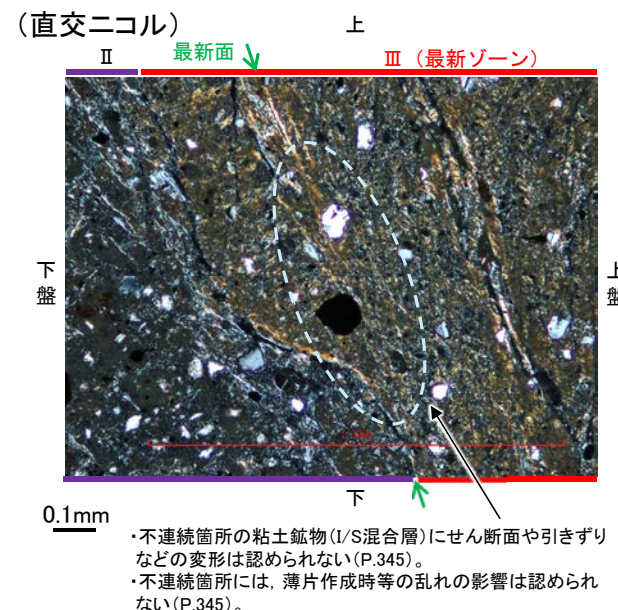 (直交ニコル)
上
Ⅱ
最新面
Ⅲ(最新ゾーン)
下盤
上盤
下
0.1mm
・不連続箇所の粘土鉱物(I/S混合層)にせん断面や引きずり
などの変形は認められない(P.345)。
・不連続箇所には,薄片作成時等の乱れの影響は認められ
ない(P.345)。